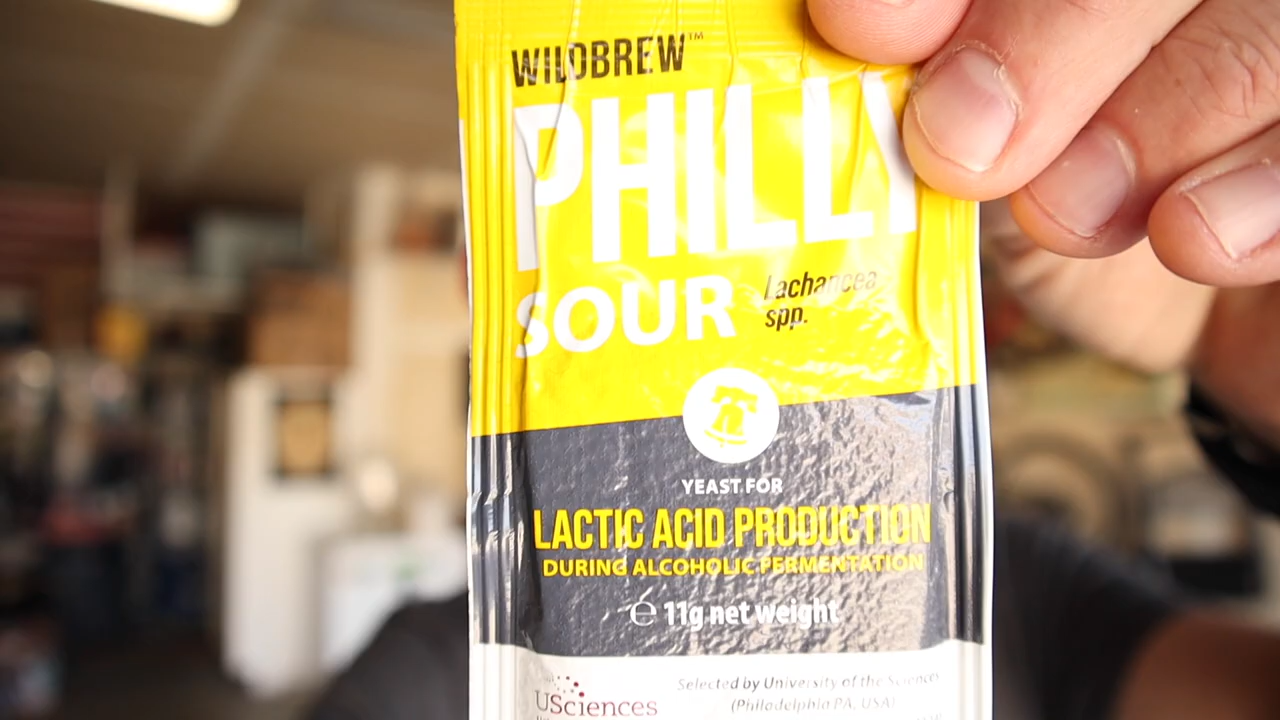 WILDBREW™
PHILLY
SOUR
Lachancea
spp.
YEAST FOR
LACTIC ACID PRODUCTION
DURING ALCOHOLIC FERMENTATION
℮ 11g net weight
USciences
Selected by University of the Sciences
(Philadelphia PA, USA)